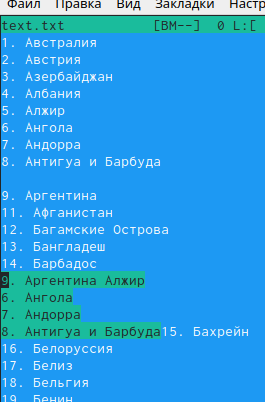 Файл Правка Вид Закладки Настр
text.txt [BM--] 0 L:[
1. Австралия
2. Австрия
3. Азербайджан
4. Албания
5. Алжир
6. Ангола
7. Андорра
8. Антигуа и Барбуда
9. Аргентина
11. Афганистан
12. Багамские Острова
13. Бангладеш
14. Барбадос
9. Аргентина Алжир
6. Ангола
7. Андорра
8. Антигуа и Барбуда15. Бахрейн
16. Белоруссия
17. Белиз
18. Бельгия
19. Бенин